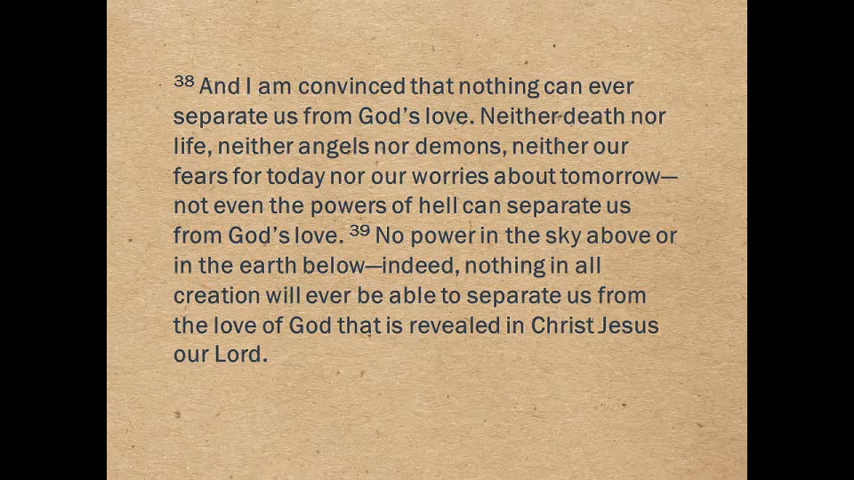 38 And I am convinced that nothing can ever
separate us from God's love. Neither death nor
life, neither angels nor demons, neither our
fears for today nor our worries about tomorrow—
not even the powers of hell can separate us
from God's love. 39 No power in the sky above or
in the earth below—indeed, nothing in all
creation will ever be able to separate us from
the love of God that is revealed in Christ Jesus
our Lord.